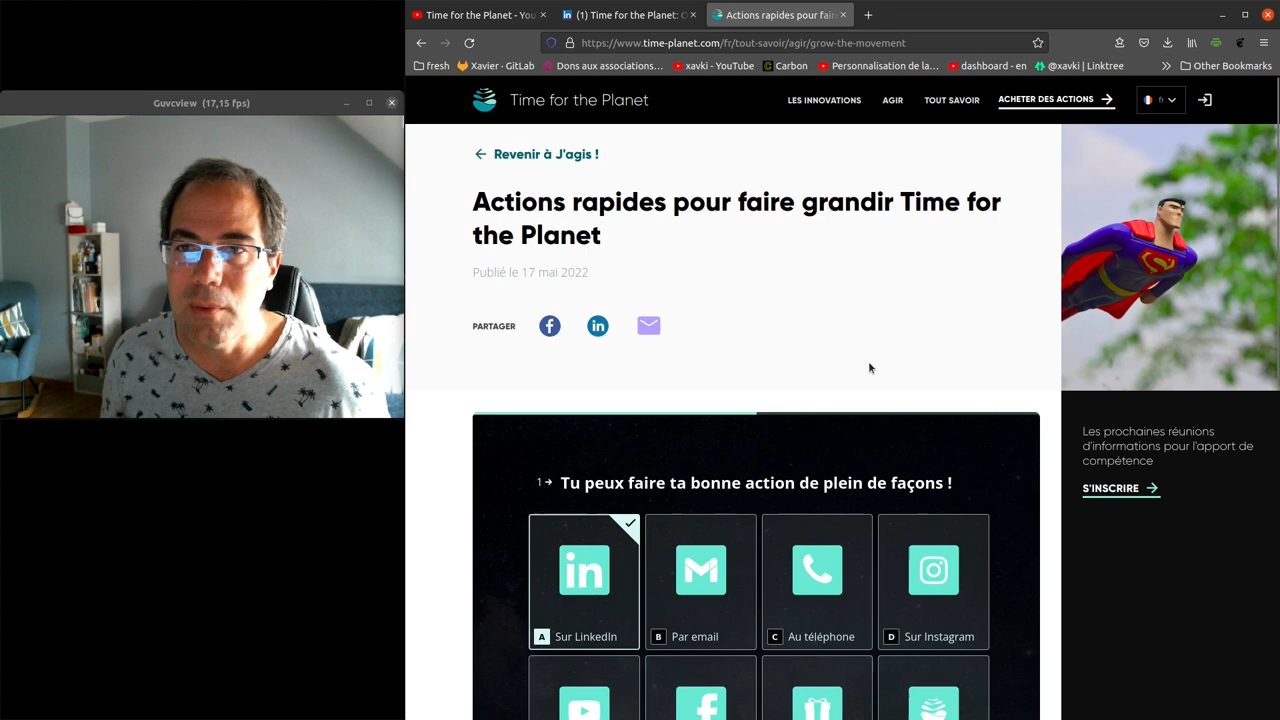 Time for the Planet - You
(1) Time for the Planet: O
Actions rapides pour fair
https://www.time-planet.com/fr/tout-savoir/agir/grow-the-movement
fresh
Xavier · GitLab
Dons aux associations…
xavki - YouTube
Carbon
Personnalisation de la…
dashboard - en
@xavki | Linktree
Other Bookmarks
Guvcview (17,15 fps)
Time for the Planet
LES INNOVATIONS
AGIR
TOUT SAVOIR
ACHETER DES ACTIONS
Revenir à J'agis !
Actions rapides pour faire grandir Time for
the Planet
Publié le 17 mai 2022
PARTAGER
Les prochaines réunions
d'informations pour l'apport de
compétence
S'INSCRIRE
1 Tu peux faire ta bonne action de plein de façons !
A Sur LinkedIn
B Par email
C Au téléphone
D Sur Instagram